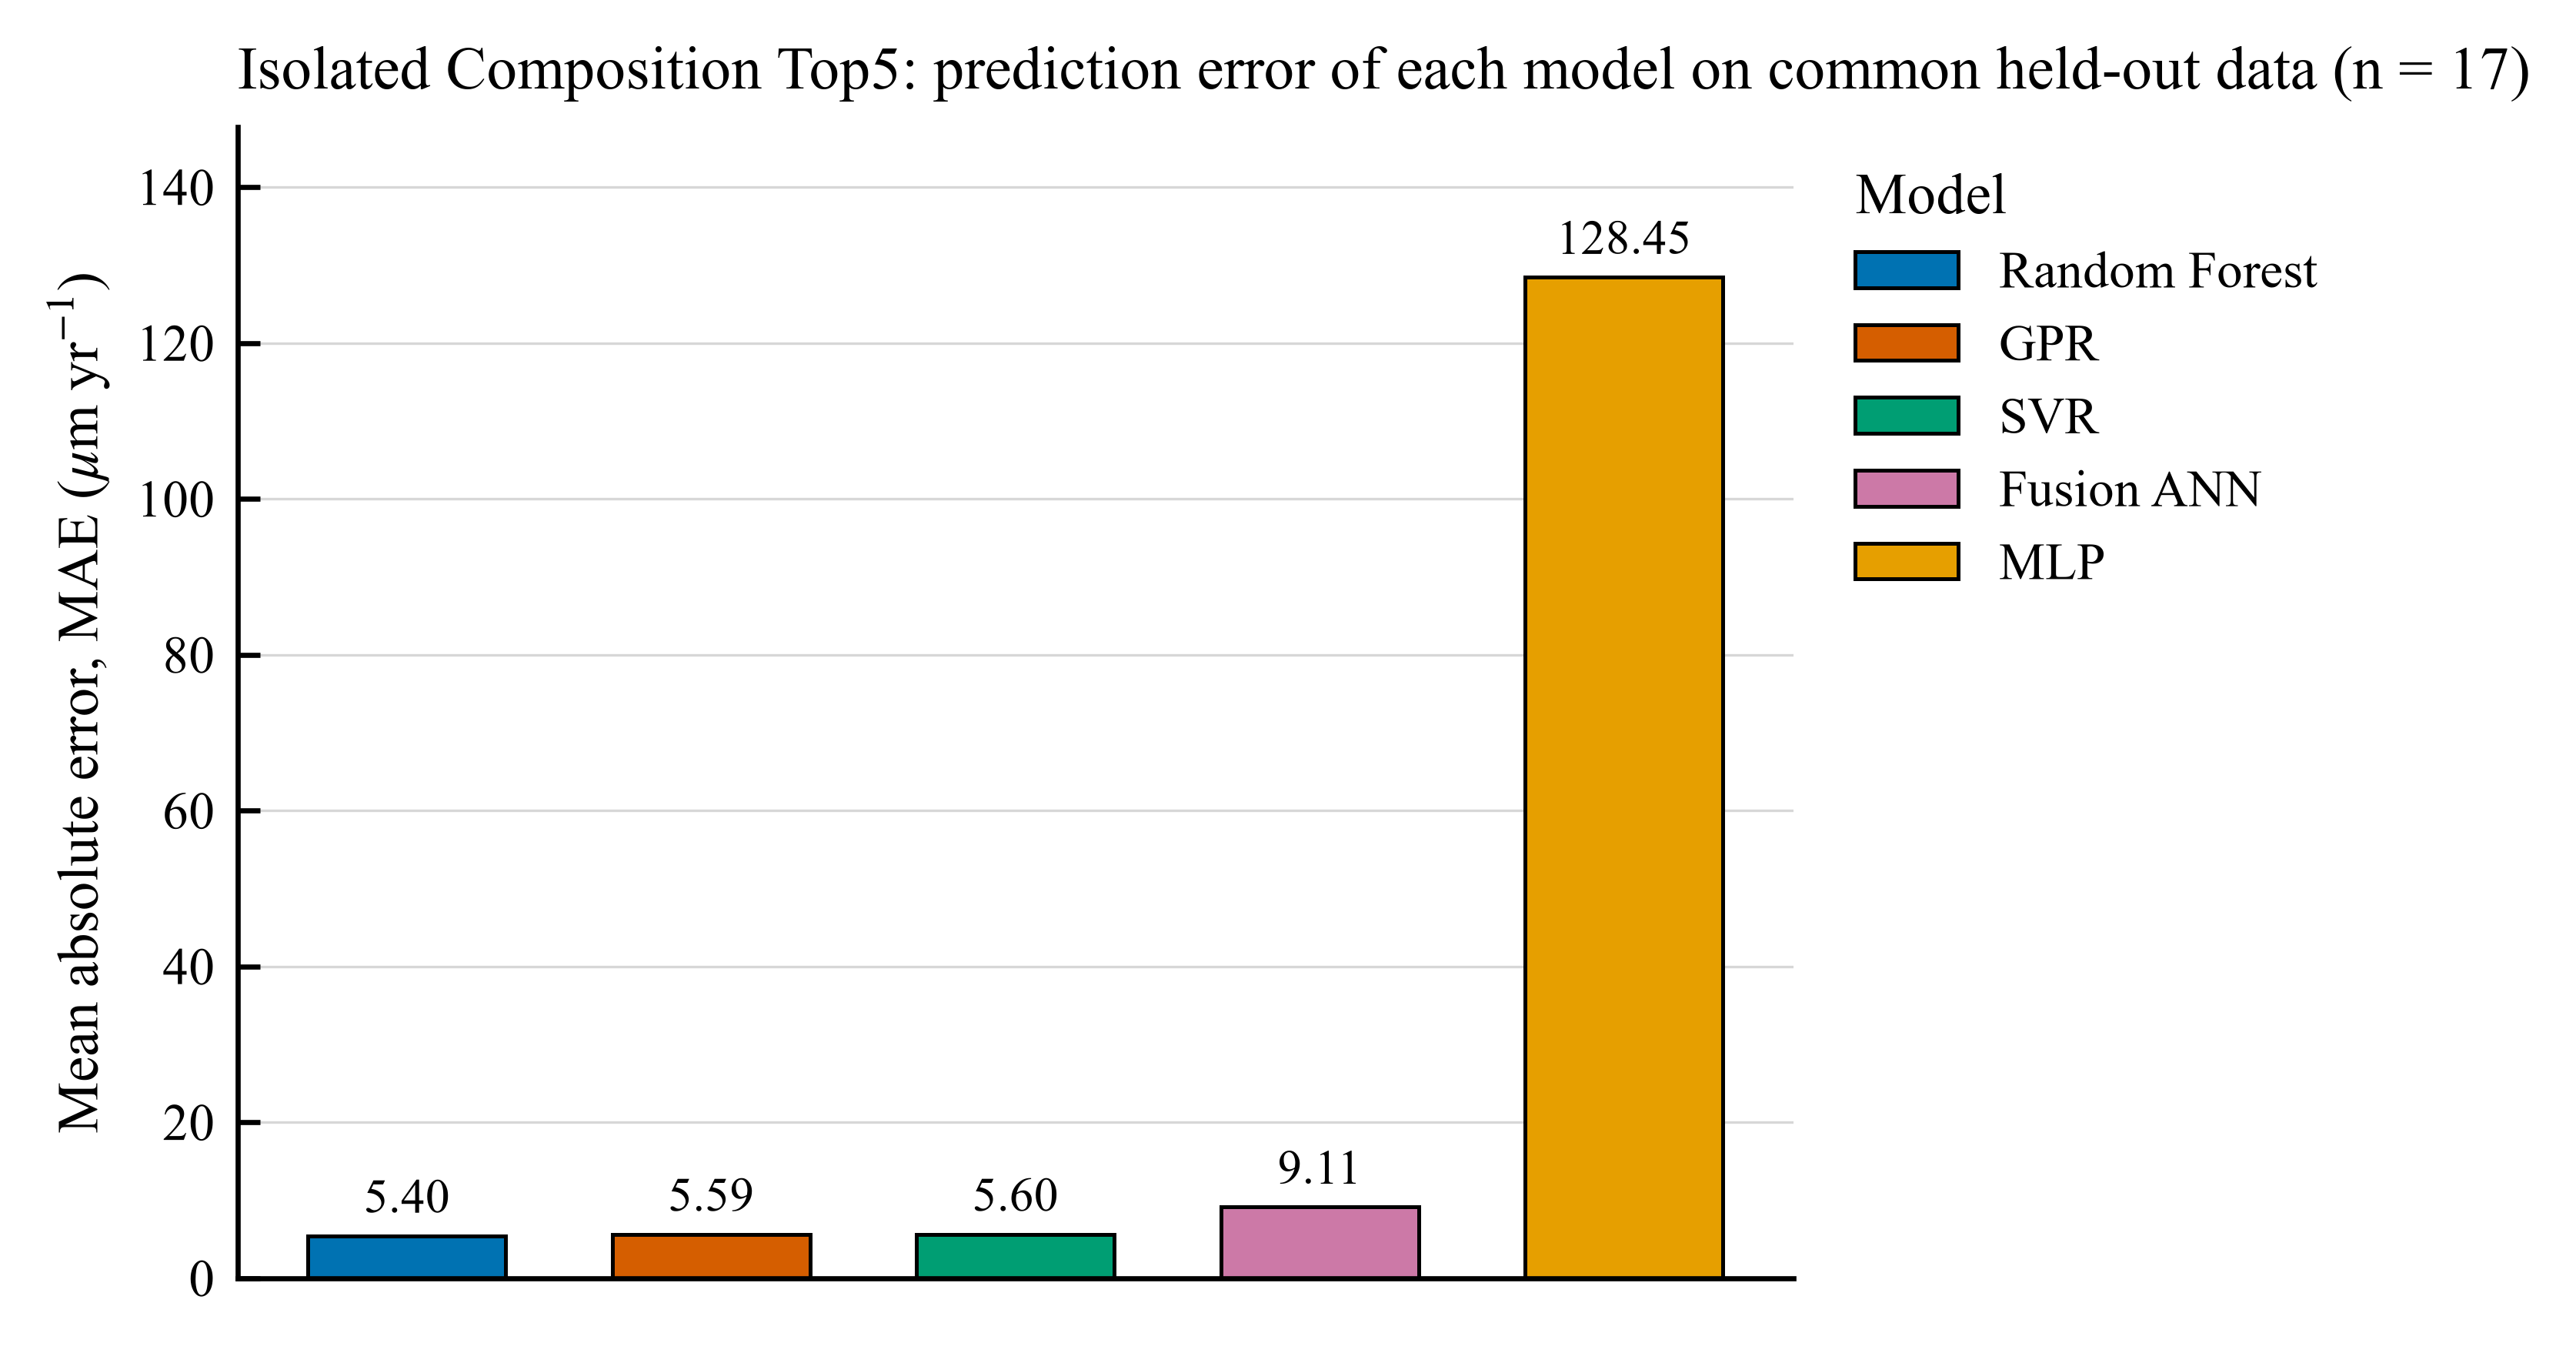 Isolated Composition Top5: prediction error of each model on common held-out data (n = 17)
Mean absolute error, MAE (μm yr⁻¹)
140
120
100
80
60
40
20
0
5.40
5.59
5.60
9.11
128.45
Model
Random Forest
GPR
SVR
Fusion ANN
MLP